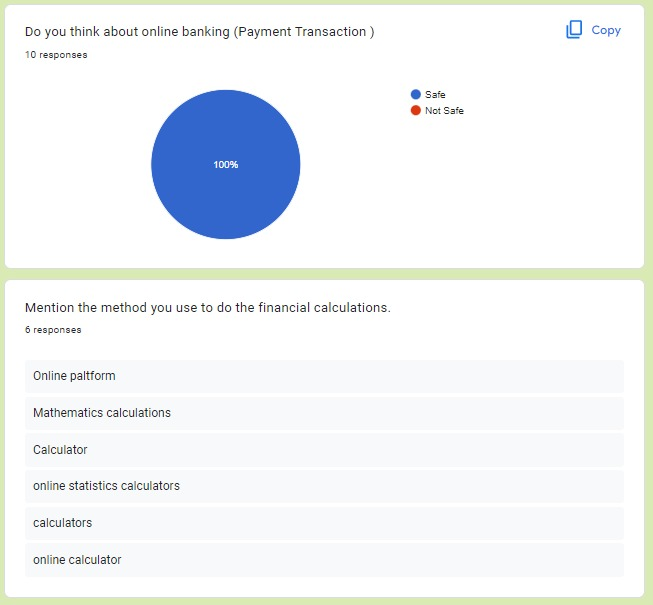 Do you think about online banking (Payment Transaction )
Copy
10 responses
Safe
Not Safe
100%
Mention the method you use to do the financial calculations.
6 responses
Online paltform
Mathematics calculations
Calculator
online statistics calculators
calculators
online calculator